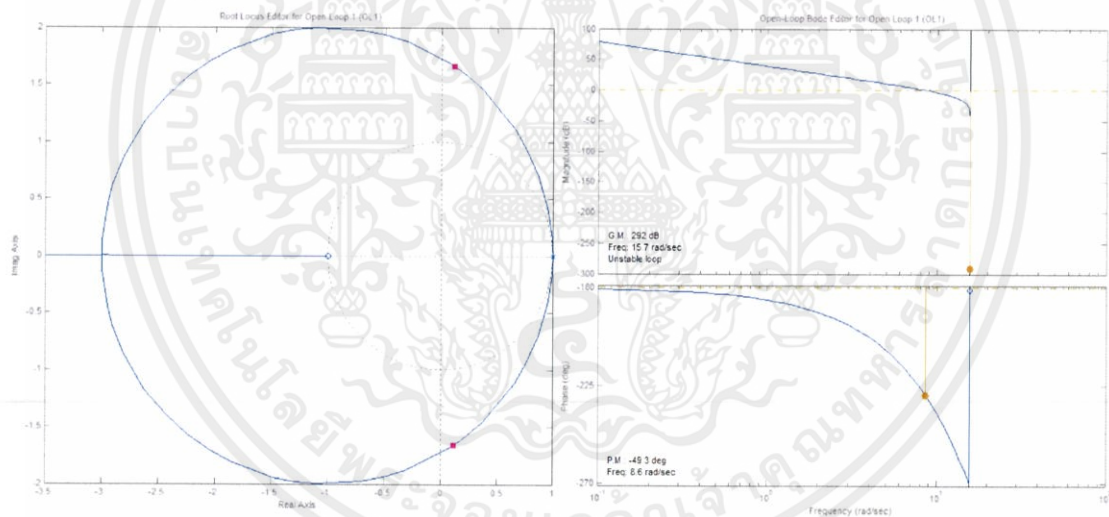 Root Locus Editor for Open Loop 1 (OL1)
2
1.5
1
0.5
0
-0.5
-1
-1.5
-2
-3.5
-3
-2.5
-2
-1.5
-1
-0.5
0
0.5
1
Imag Axis
Real Axis
Open-Loop Bode Editor for Open Loop 1 (OL1)
100
50
0
-50
-100
-150
-200
-250
-300
Magnitude (dB)
G.M.: 292 dB
Freq: 15.7 rad/sec
Unstable loop
-180
-225
-270
Phase (deg)
P.M.: -49.3 deg
Freq: 8.6 rad/sec
Frequency (rad/sec)